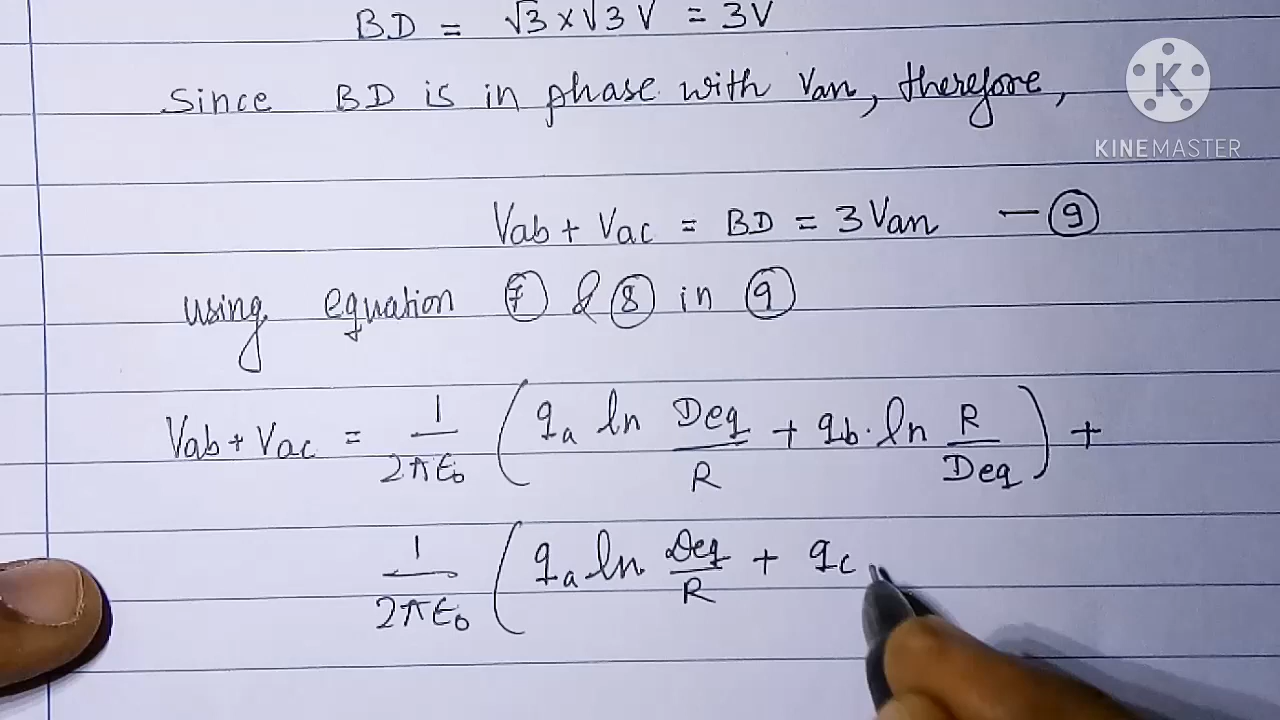 BD = √3 × √3 V = 3V
Since BD is in phase with Van, therefore,
K
KINEMASTER
Vab + Vac = BD = 3 Van — ⑨
using equation ⑦ & ⑧ in ⑨
Vab + Vac = 1/2πε₀ ( qa ln Deq/R + qb · ln R/Deq ) +
1/2πε₀ ( qa ln Deq/R + qc